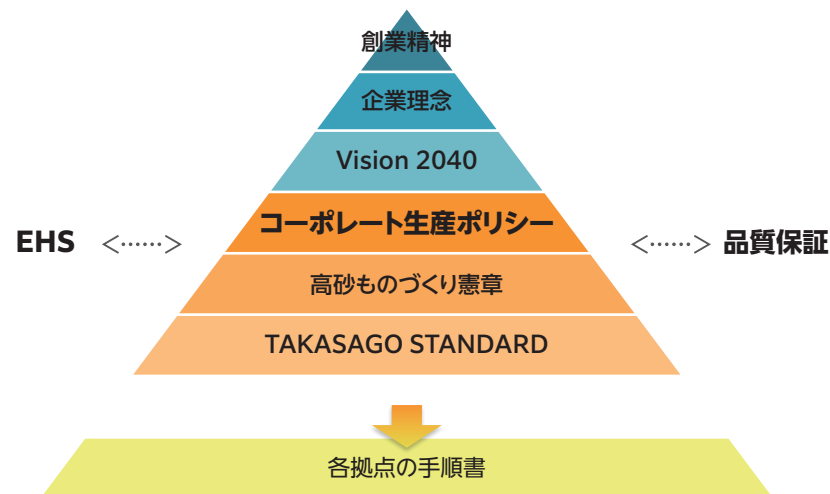 創業精神
企業理念
Vision 2040
コーポレート生産ポリシー
EHS <……> <……> 品質保証
高砂ものづくり憲章
TAKASAGO STANDARD
各拠点の手順書